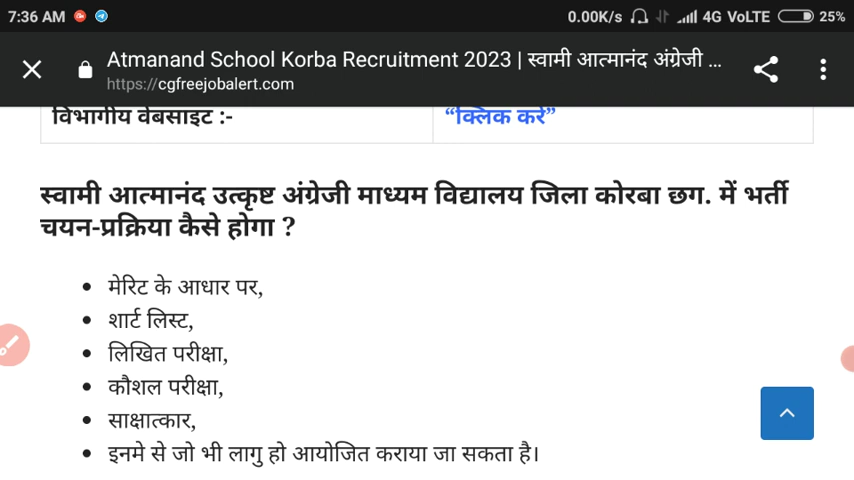 7:36 AM 0.00K/s 4G VoLTE 25%
Atmanand School Korba Recruitment 2023 | स्वामी आत्मानंद अंग्रेजी ...
https://cgfreejobalert.com
विभागीय वेबसाइट :- “क्लिक करे”
स्वामी आत्मानंद उत्कृष्ट अंग्रेजी माध्यम विद्यालय जिला कोरबा छग. में भर्ती
चयन-प्रक्रिया कैसे होगा ?
• मेरिट के आधार पर,
• शार्ट लिस्ट,
• लिखित परीक्षा,
• कौशल परीक्षा,
• साक्षात्कार,
• इनमे से जो भी लागु हो आयोजित कराया जा सकता है।